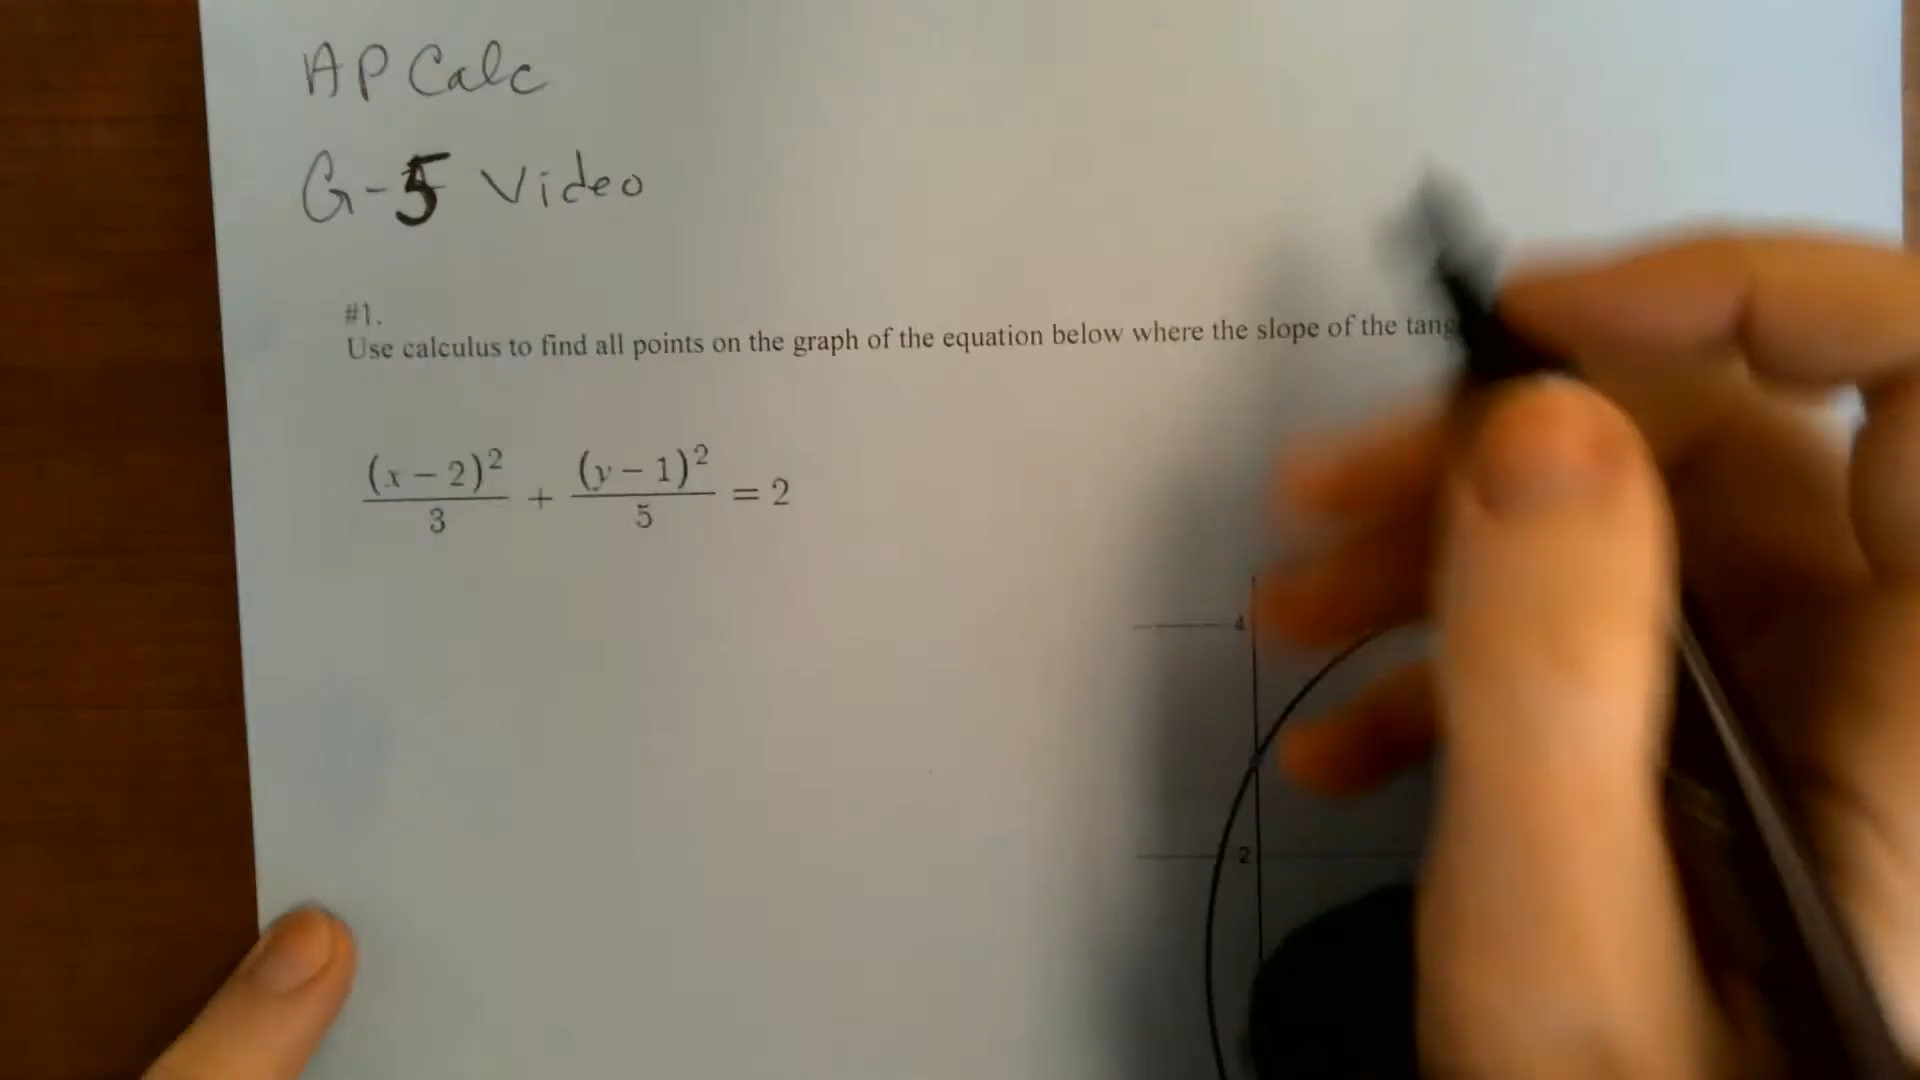 AP Calc
G-5 Video
#1.
Use calculus to find all points on the graph of the equation below where the slope of the tang
(x − 2)² / 3 + (y − 1)² / 5 = 2
4
2